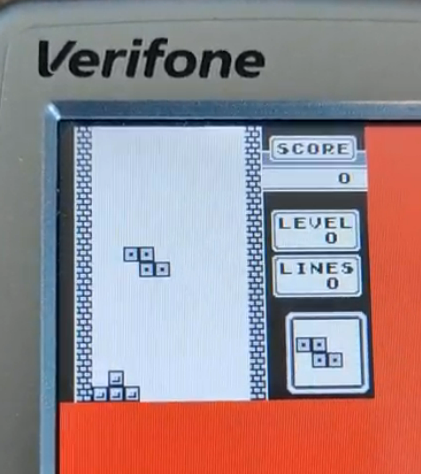 Verifone
SCORE
0
LEVEL
0
LINES
0